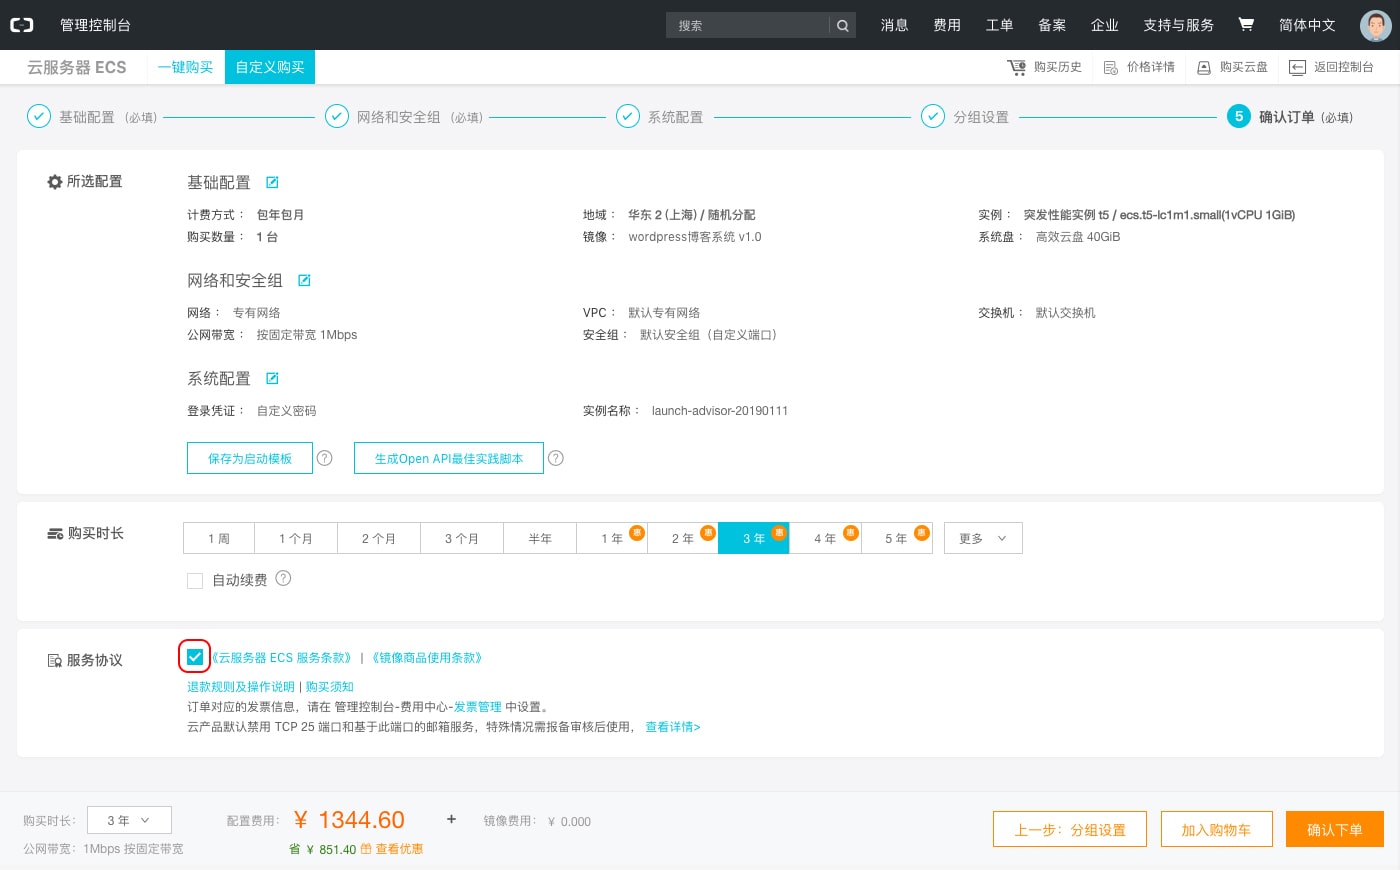 管理控制台 搜索 消息 费用 工单 备案 企业 支持与服务 简体中文
云服务器 ECS 一键购买 自定义购买 购买历史 价格详情 购买云盘 返回控制台
基础配置 (必填) 网络和安全组 (必填) 系统配置 分组设置 5 确认订单 (必填)
所选配置 基础配置
计费方式： 包年包月 地域： 华东 2 (上海) / 随机分配 实例： 突发性能实例 t5 / ecs.t5-lc1m1.small(1vCPU 1GiB)
购买数量： 1 台 镜像： wordpress博客系统 v1.0 系统盘： 高效云盘 40GiB
网络和安全组
网络： 专有网络 VPC： 默认专有网络 交换机： 默认交换机
公网带宽： 按固定带宽 1Mbps 安全组： 默认安全组（自定义端口）
系统配置
登录凭证： 自定义密码 实例名称： launch-advisor-20190111
保存为启动模板 ? 生成Open API最佳实践脚本 ?
购买时长 1 周 1 个月 2 个月 3 个月 半年 1 年 惠 2 年 惠 3 年 惠 4 年 惠 5 年 惠 更多
自动续费 ?
服务协议 《云服务器 ECS 服务条款》 | 《镜像商品使用条款》
退款规则及操作说明 | 购买须知
订单对应的发票信息，请在 管理控制台-费用中心-发票管理 中设置。
云产品默认禁用 TCP 25 端口和基于此端口的邮箱服务，特殊情况需报备审核后使用， 查看详情>
购买时长： 3 年 配置费用： ¥ 1344.60 + 镜像费用： ¥ 0.000 上一步：分组设置 加入购物车 确认下单
公网带宽： 1Mbps 按固定带宽 省 ¥ 851.40 查看优惠